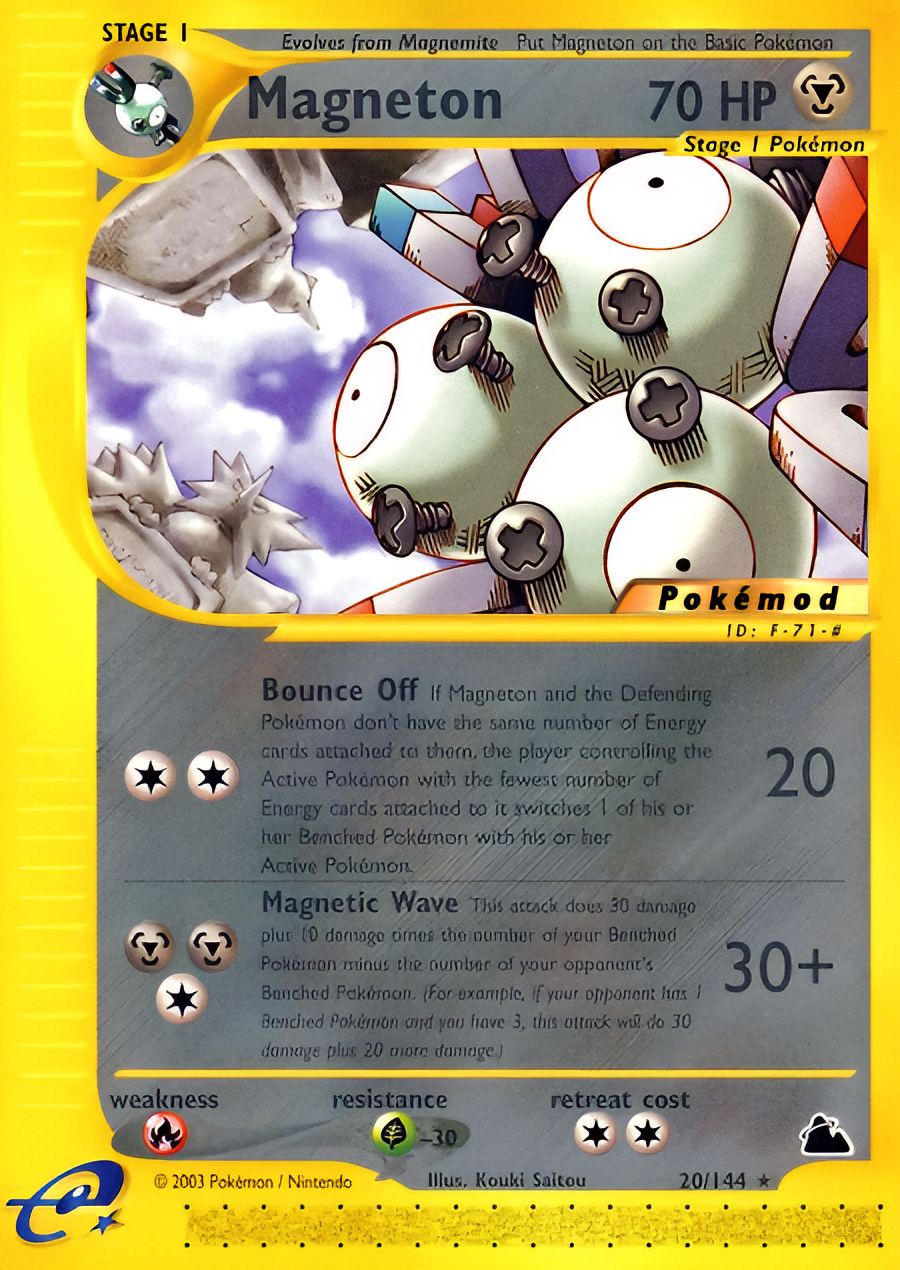 STAGE 1
Evolves from Magnemite Put Magneton on the Basic Pokémon
Magneton 70 HP
Stage 1 Pokémon
Pokémod
ID: F-71-#
Bounce Off If Magneton and the Defending
Pokémon don't have the same number of Energy
cards attached to them, the player controlling the
Active Pokémon with the fewest number of
Energy cards attached to it switches 1 of his or
her Benched Pokémon with his or her
Active Pokémon.
20
Magnetic Wave This attack does 30 damage
plus 10 damage times the number of your Benched
Pokémon minus the number of your opponent's
Benched Pokémon. (For example, if your opponent has 1
Benched Pokémon and you have 3, this attack will do 30
damage plus 20 more damage.)
30+
weakness resistance retreat cost
-30
© 2003 Pokémon / Nintendo Illus. Kouki Saitou 20/144 ★